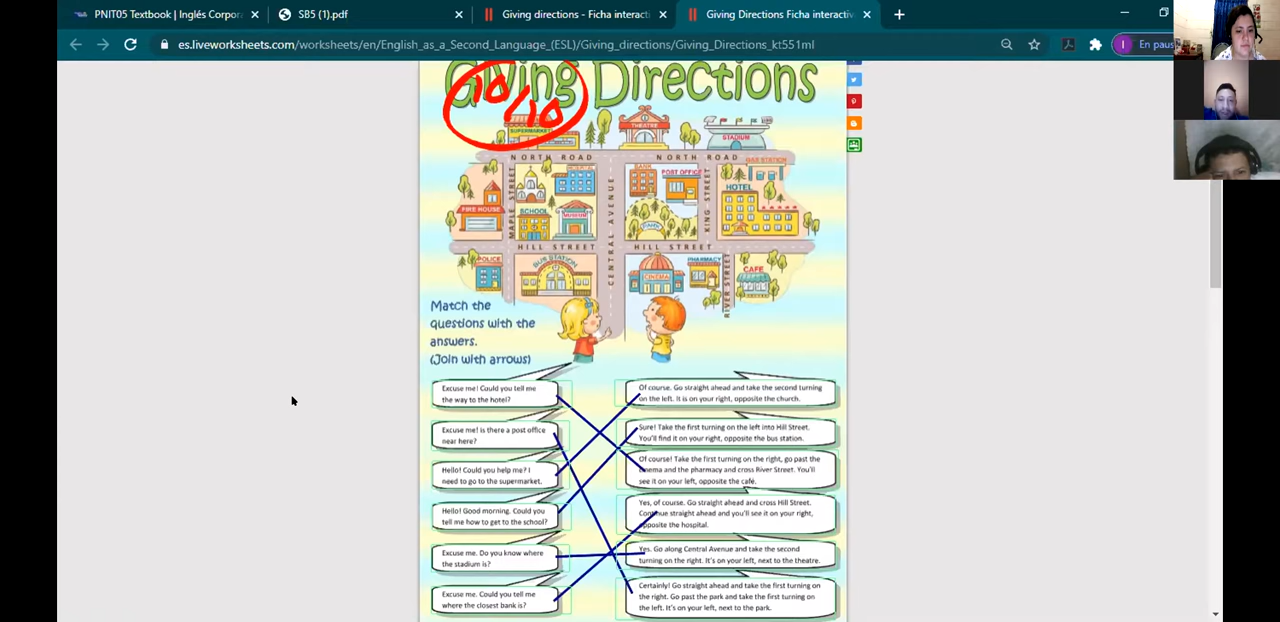 PNIT05 Textbook | Inglés Corpor
SB5 (1).pdf
Giving directions - Ficha interacti
Giving Directions Ficha interactiv
es.liveworksheets.com/worksheets/en/English_as_a_Second_Language_(ESL)/Giving_directions/Giving_Directions_kt551ml
En paus
Giving Directions
10/10
SUPERMARKET
THEATRE
STADIUM
NORTH ROAD
NORTH ROAD
GAS STATION
HOSPITAL
BANK
POST OFFICE
HOTEL
FIRE HOUSE
MAPLE STREET
SCHOOL
MUSEUM
CENTRAL AVENUE
PARK
KING STREET
HILL STREET
HILL STREET
POLICE
BUS STATION
CINEMA
PHARMACY
RIVER STREET
CAFE
Match the
questions with the
answers.
(Join with arrows)
Excuse me! Could you tell me
the way to the hotel?
Excuse me! Is there a post office
near here?
Hello! Could you help me? I
need to go to the supermarket.
Hello! Good morning. Could you
tell me how to get to the school?
Excuse me. Do you know where
the stadium is?
Excuse me. Could you tell me
where the closest bank is?
Of course. Go straight ahead and take the second turning
on the left. It is on your right, opposite the church.
Sure! Take the first turning on the left into Hill Street.
You'll find it on your right, opposite the bus station.
Of course! Take the first turning on the right, go past the
cinema and the pharmacy and cross River Street. You'll
see it on your left, opposite the café.
Yes, of course. Go straight ahead and cross Hill Street.
Continue straight ahead and you'll see it on your right,
opposite the hospital.
Yes. Go along Central Avenue and take the second
turning on the right. It's on your left, next to the theatre.
Certainly! Go straight ahead and take the first turning on
the right. Go past the park and take the first turning on
the left. It's on your left, next to the park.